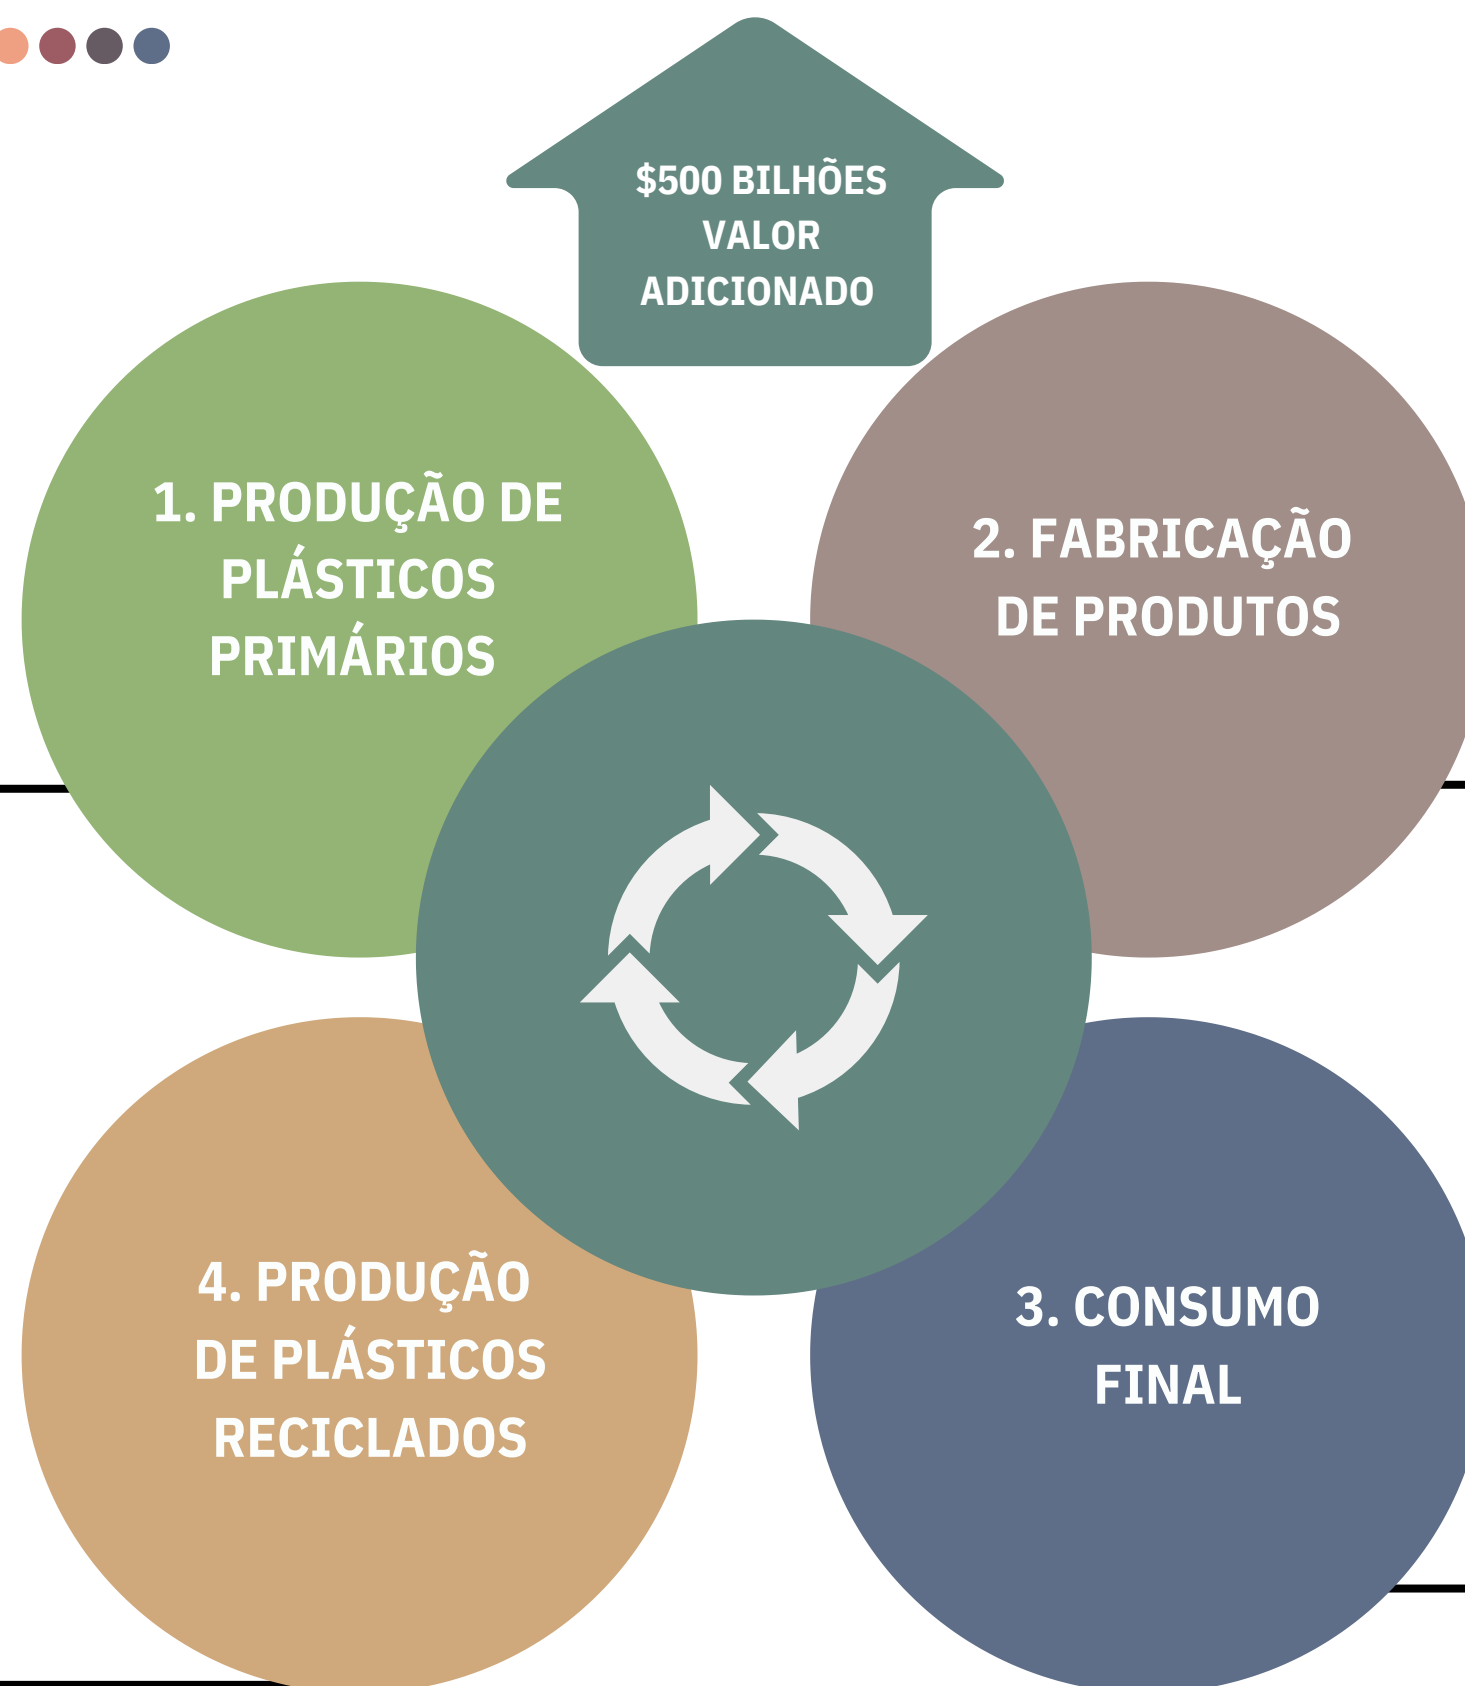 $500 BILHÕES
VALOR
ADICIONADO
1. PRODUÇÃO DE
PLÁSTICOS
PRIMÁRIOS
2. FABRICAÇÃO
DE PRODUTOS
4. PRODUÇÃO
DE PLÁSTICOS
RECICLADOS
3. CONSUMO
FINAL